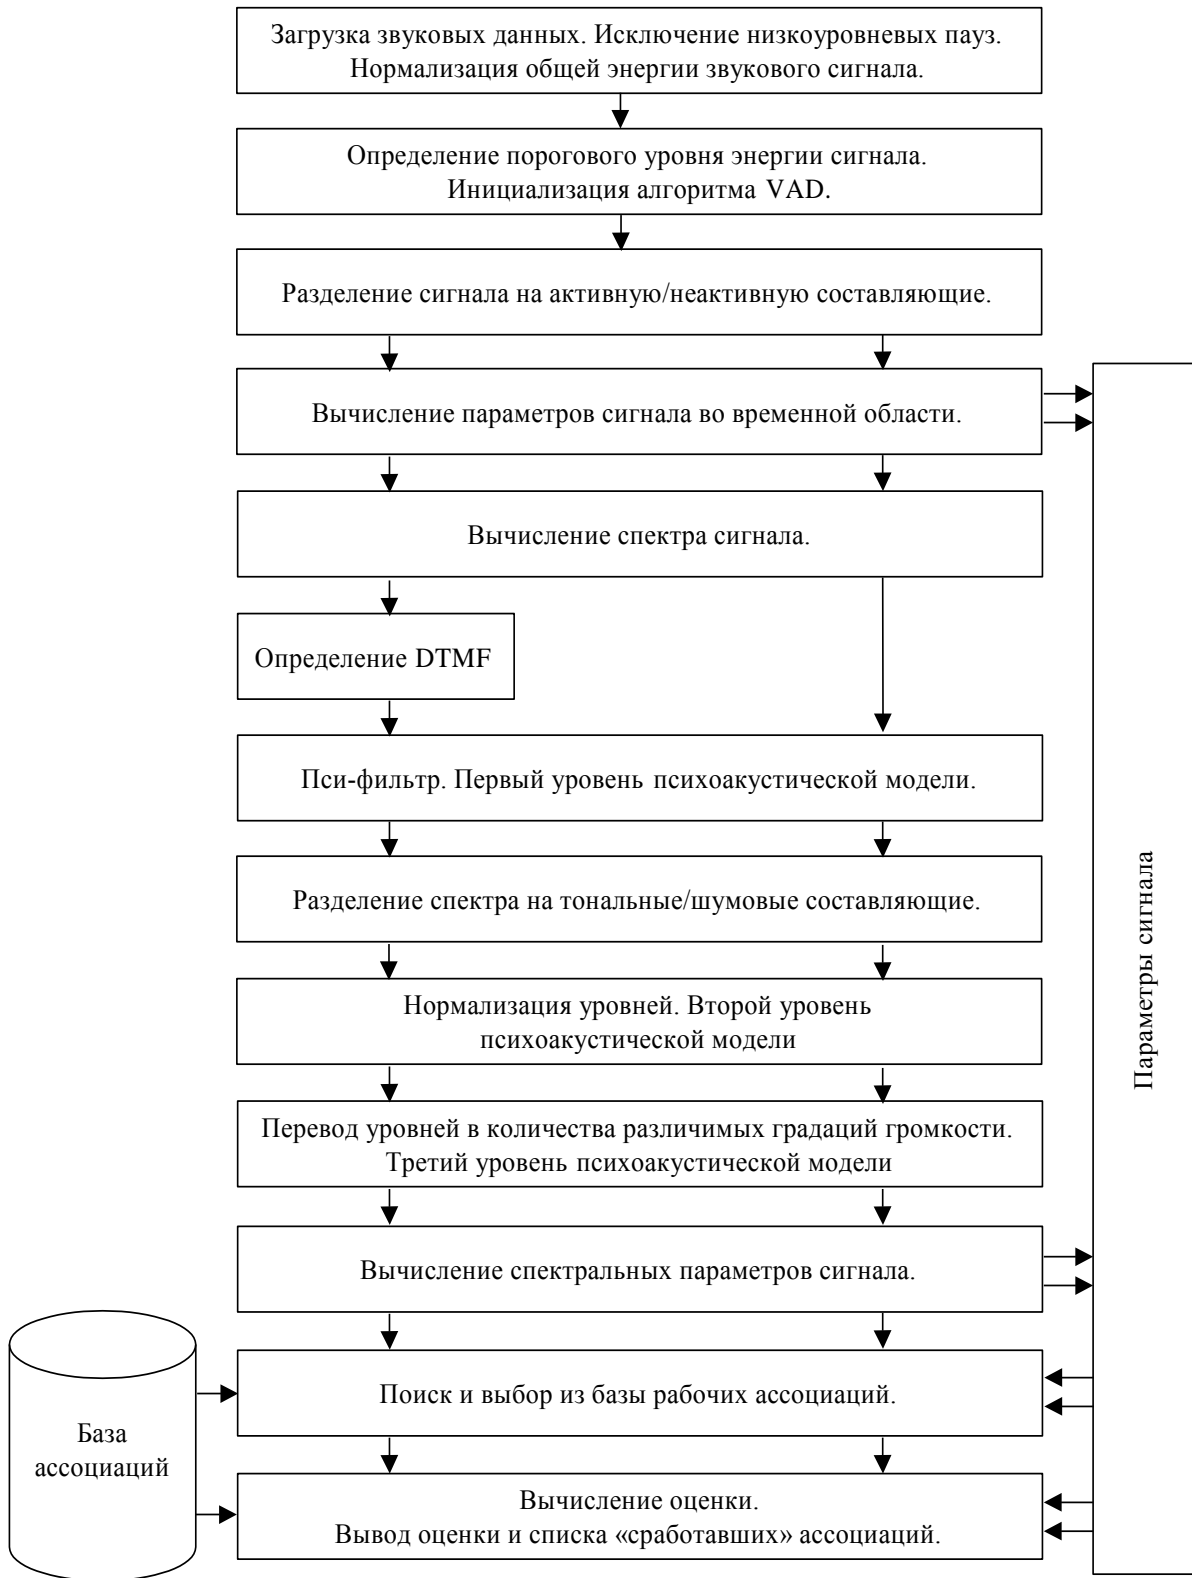 Загрузка звуковых данных. Исключение низкоуровневых пауз.
Нормализация общей энергии звукового сигнала.
Определение порогового уровня энергии сигнала.
Инициализация алгоритма VAD.
Разделение сигнала на активную/неактивную составляющие.
Вычисление параметров сигнала во временной области.
Вычисление спектра сигнала.
Определение DTMF
Пси-фильтр. Первый уровень психоакустической модели.
Разделение спектра на тональные/шумовые составляющие.
Нормализация уровней. Второй уровень
психоакустической модели
Перевод уровней в количества различимых градаций громкости.
Третий уровень психоакустической модели
Вычисление спектральных параметров сигнала.
Поиск и выбор из базы рабочих ассоциаций.
Вычисление оценки.
Вывод оценки и списка «сработавших» ассоциаций.
База
ассоциаций
Параметры сигнала